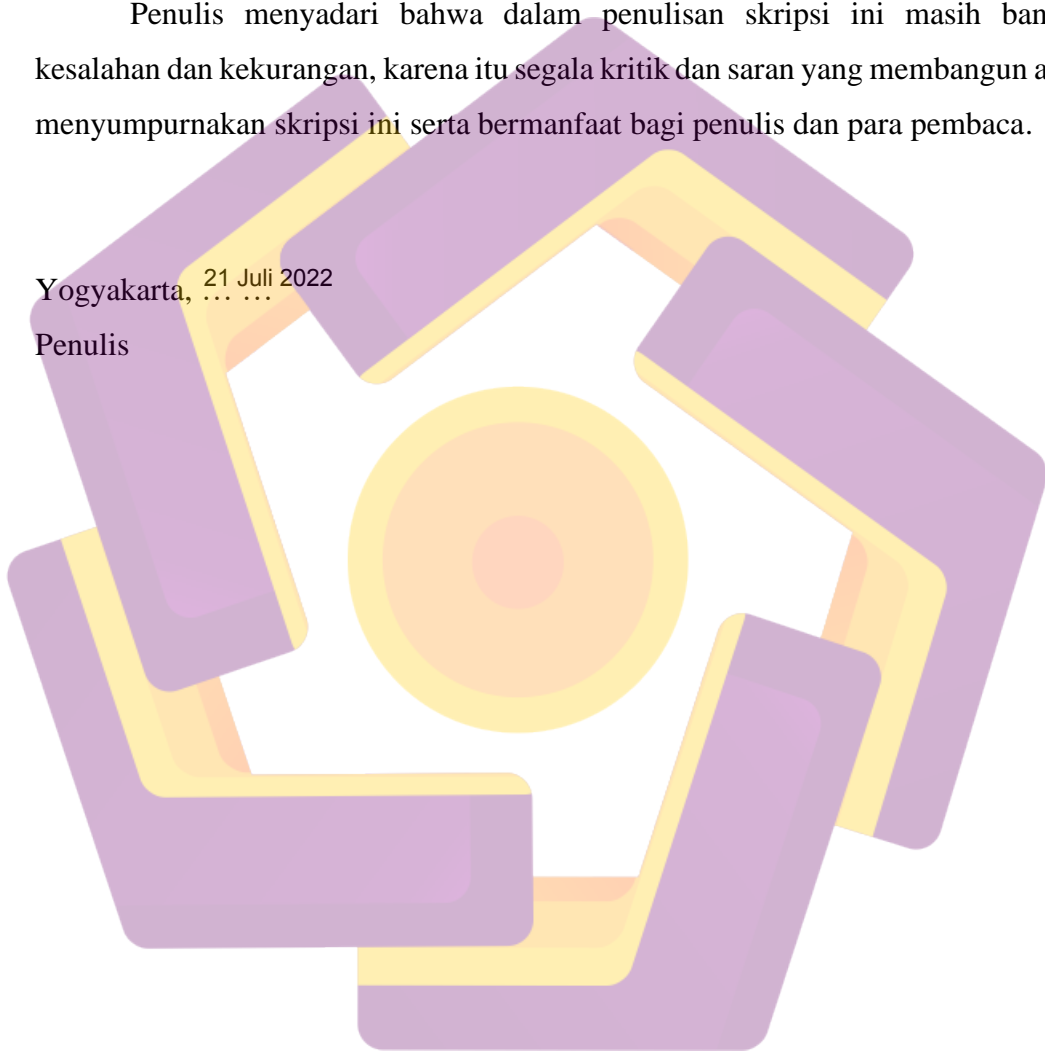 Penulis menyadari bahwa dalam penulisan skripsi ini masih ban
kesalahan dan kekurangan, karena itu segala kritik dan saran yang membangun a
menyumpurnakan skripsi ini serta bermanfaat bagi penulis dan para pembaca.
Yogyakarta, … … 21 Juli 2022
Penulis